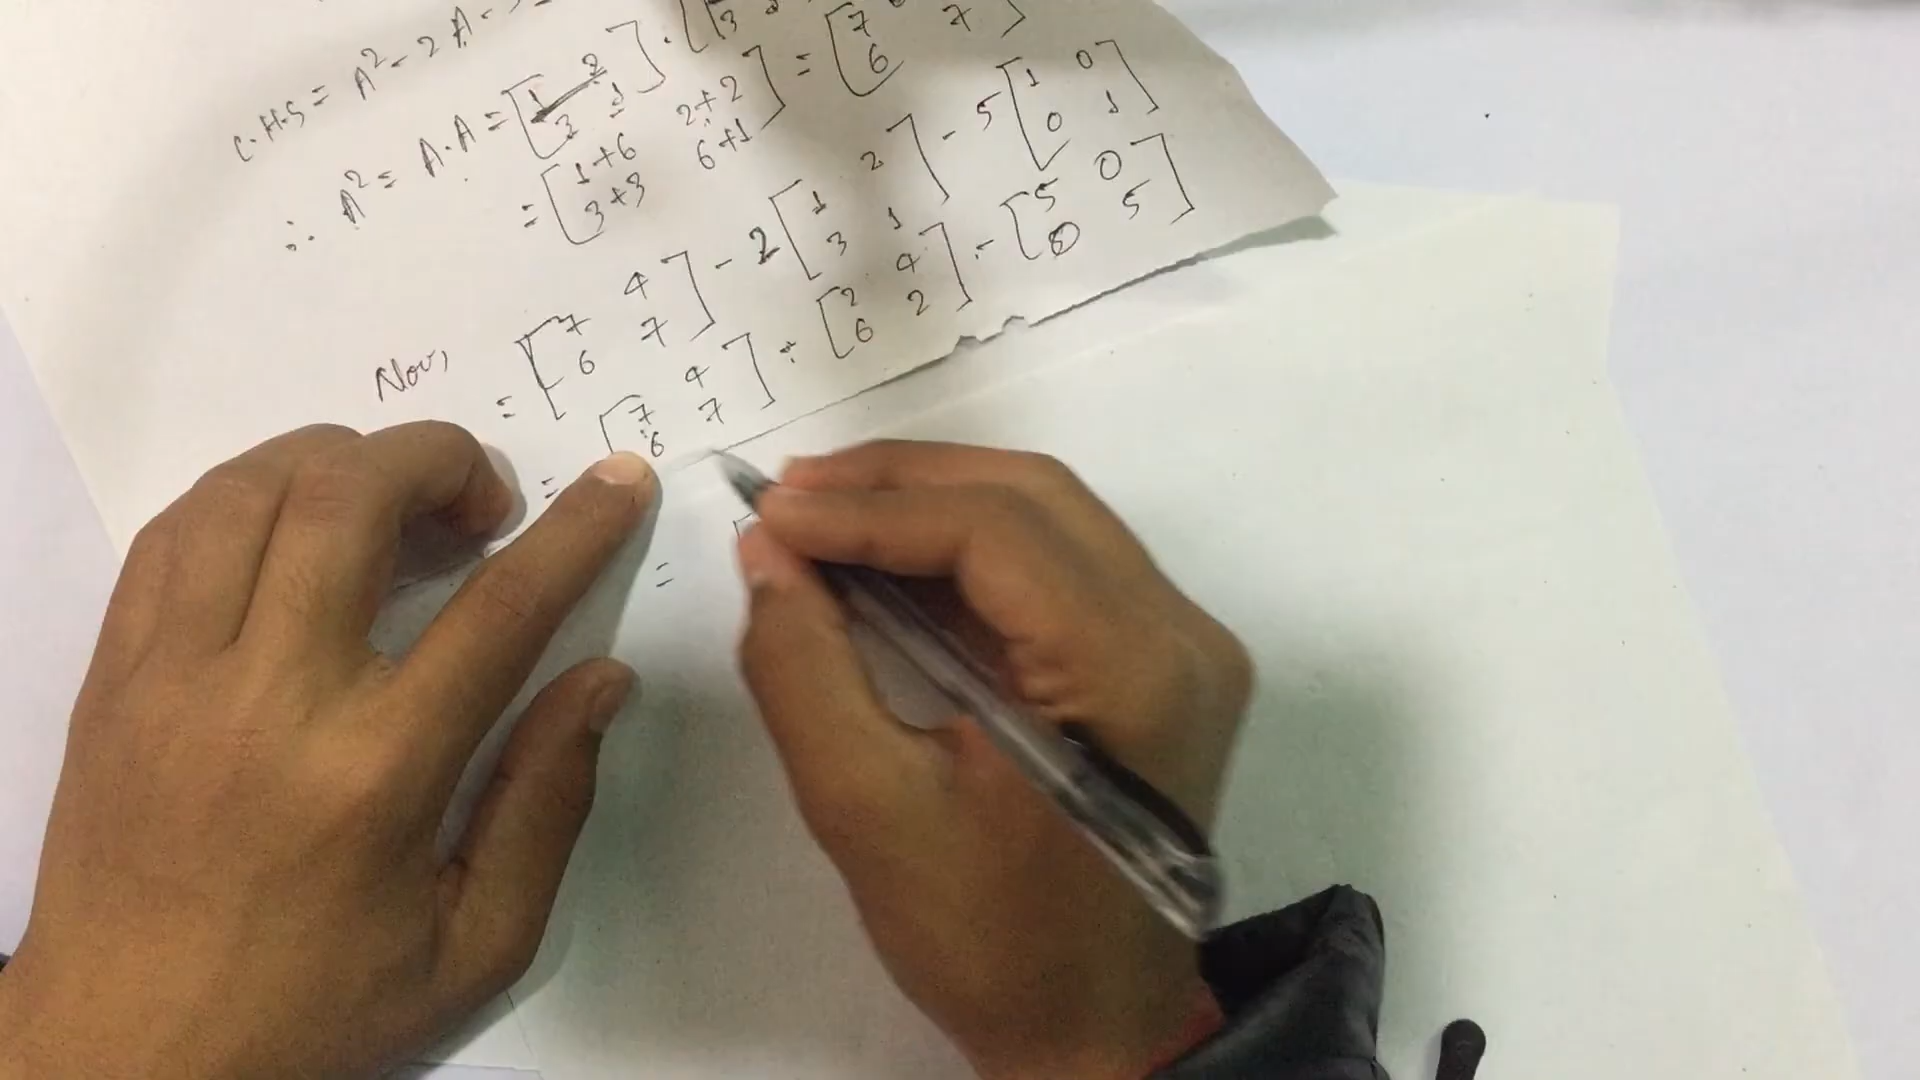 L.H.S = A² - 2A -
∴ A² = A.A = [1 2 3 1] . [3
= [1+6 2+2 3+3 6+1] = [7 6 7]
Now,
= [7 4 6 7] - 2 [1 2 3 1] - 5 [1 0 0 1]
= [7 4 6 7] - [2 4 6 2] - [5 0 0 5]
= [